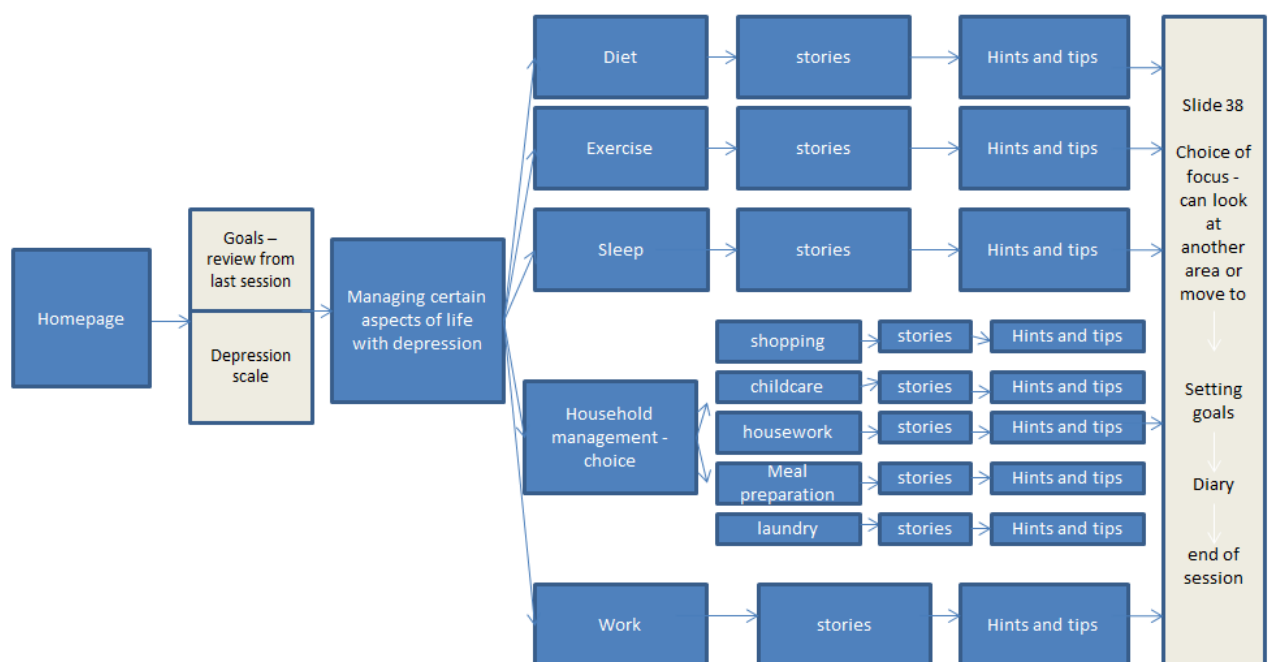 Homepage
Goals –
review from
last session
Depression
scale
Managing certain
aspects of life
with depression
Diet
stories
Hints and tips
Exercise
stories
Hints and tips
Sleep
stories
Hints and tips
Household
management -
choice
shopping
stories
Hints and tips
childcare
stories
Hints and tips
housework
stories
Hints and tips
Meal
preparation
stories
Hints and tips
laundry
stories
Hints and tips
Work
stories
Hints and tips
Slide 38
Choice of
focus -
can look
at
another
area or
move to
Setting
goals
Diary
end of
session